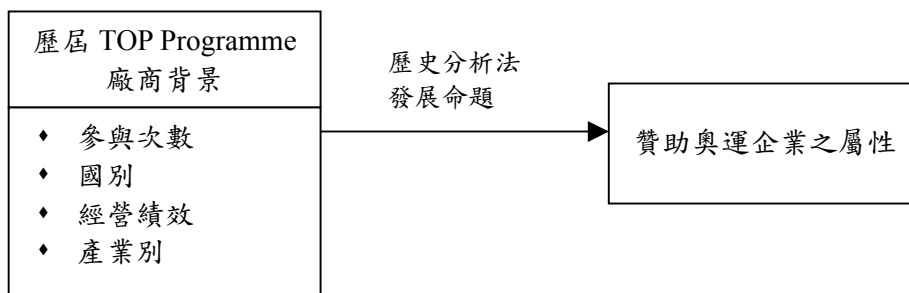 歷屆 TOP Programme
廠商背景
♦ 參與次數
♦ 國別
♦ 經營績效
♦ 產業別
歷史分析法
發展命題
贊助奧運企業之屬性